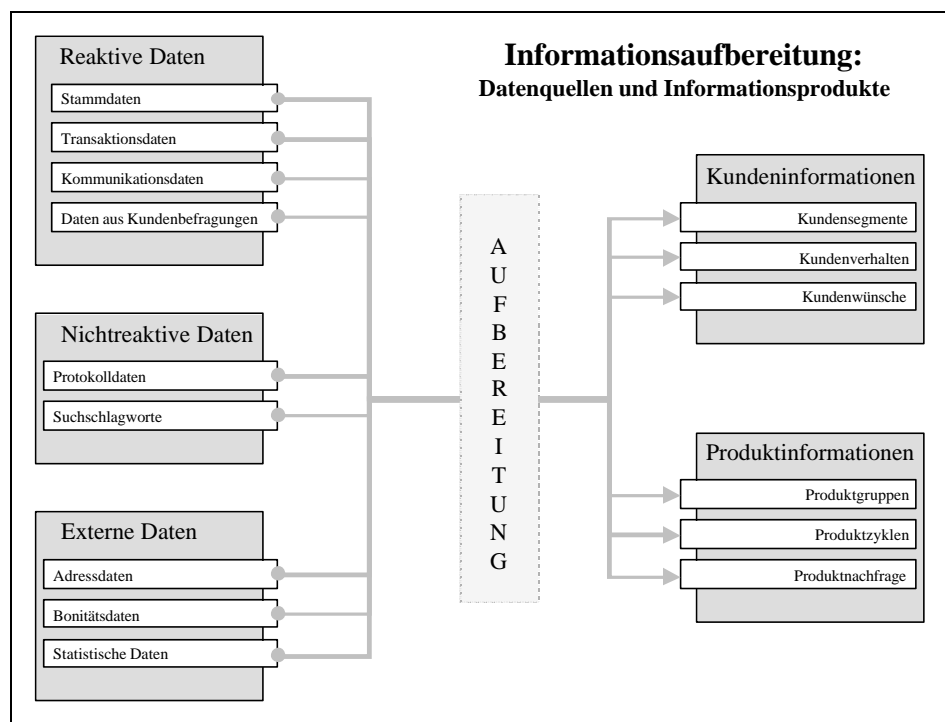 Informationsaufbereitung:
Datenquellen und Informationsprodukte
Reaktive Daten
Stammdaten
Transaktionsdaten
Kommunikationsdaten
Daten aus Kundenbefragungen
Nichtreaktive Daten
Protokolldaten
Suchschlagworte
Externe Daten
Adressdaten
Bonitätsdaten
Statistische Daten
A
U
F
B
E
R
E
I
T
U
N
G
Kundeninformationen
Kundensegmente
Kundenverhalten
Kundenwünsche
Produktinformationen
Produktgruppen
Produktzyklen
Produktnachfrage